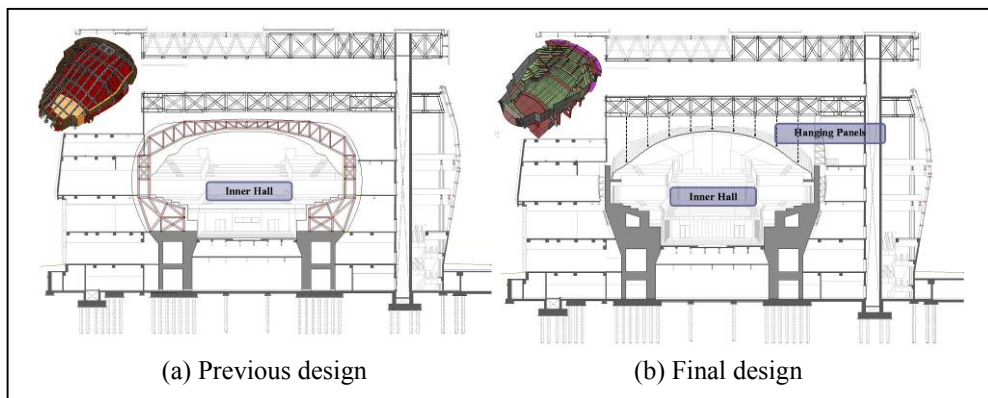 Hanging Panels
Inner Hall
Inner Hall
(a) Previous design
(b) Final design